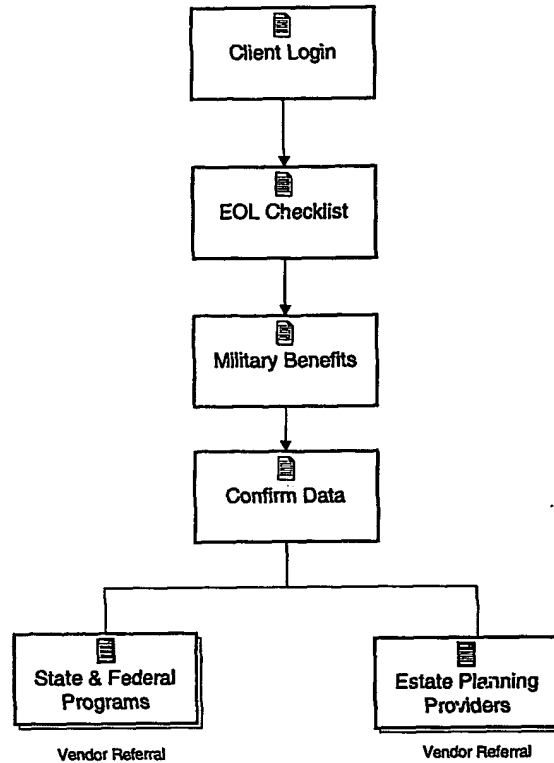 Client Login
EOL Checklist
Military Benefits
Confirm Data
State & Federal
Programs
Vendor Referral
Estate Planning
Providers
Vendor Referral